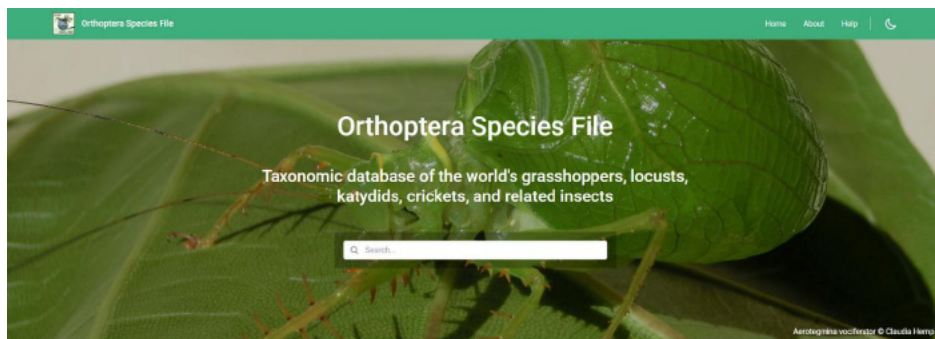 Orthoptera Species File
Home About Help
Orthoptera Species File
Taxonomic database of the world's grasshoppers, locusts,
katydids, crickets, and related insects
Search...
Aerotegmina vociferator © Claudia Hemp